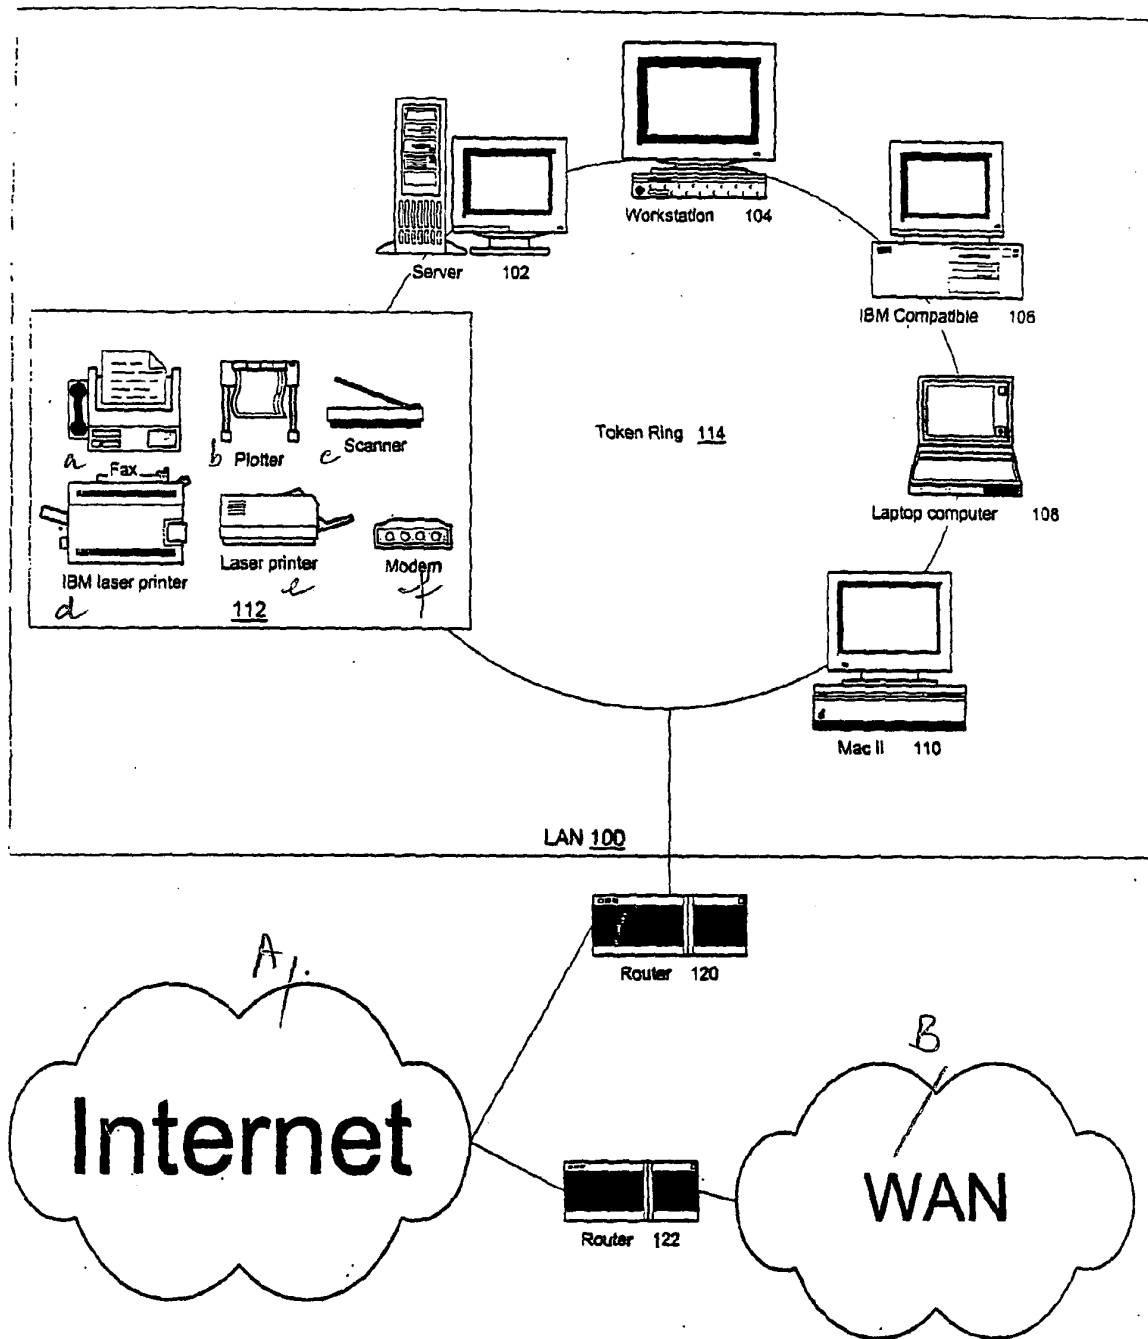 Workstation 104
Server 102
IBM Compatible 106
a
Fax
b Plotter
c Scanner
Token Ring 114
Laptop computer 108
IBM laser printer
d
Laser printer
e
Modem
f
112
Mac II 110
LAN 100
Router 120
A
Internet
B
WAN
Router 122